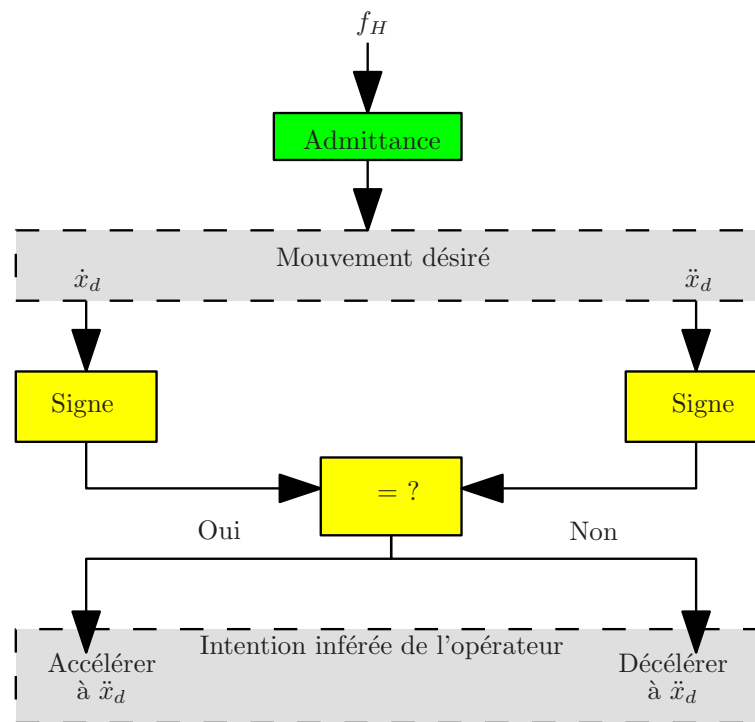 f_H
Admittance
Mouvement désiré
ẋ_d
ẍ_d
Signe
Signe
= ?
Oui
Non
Intention inférée de l'opérateur
Accélérer
à ẍ_d
Décélérer
à ẍ_d